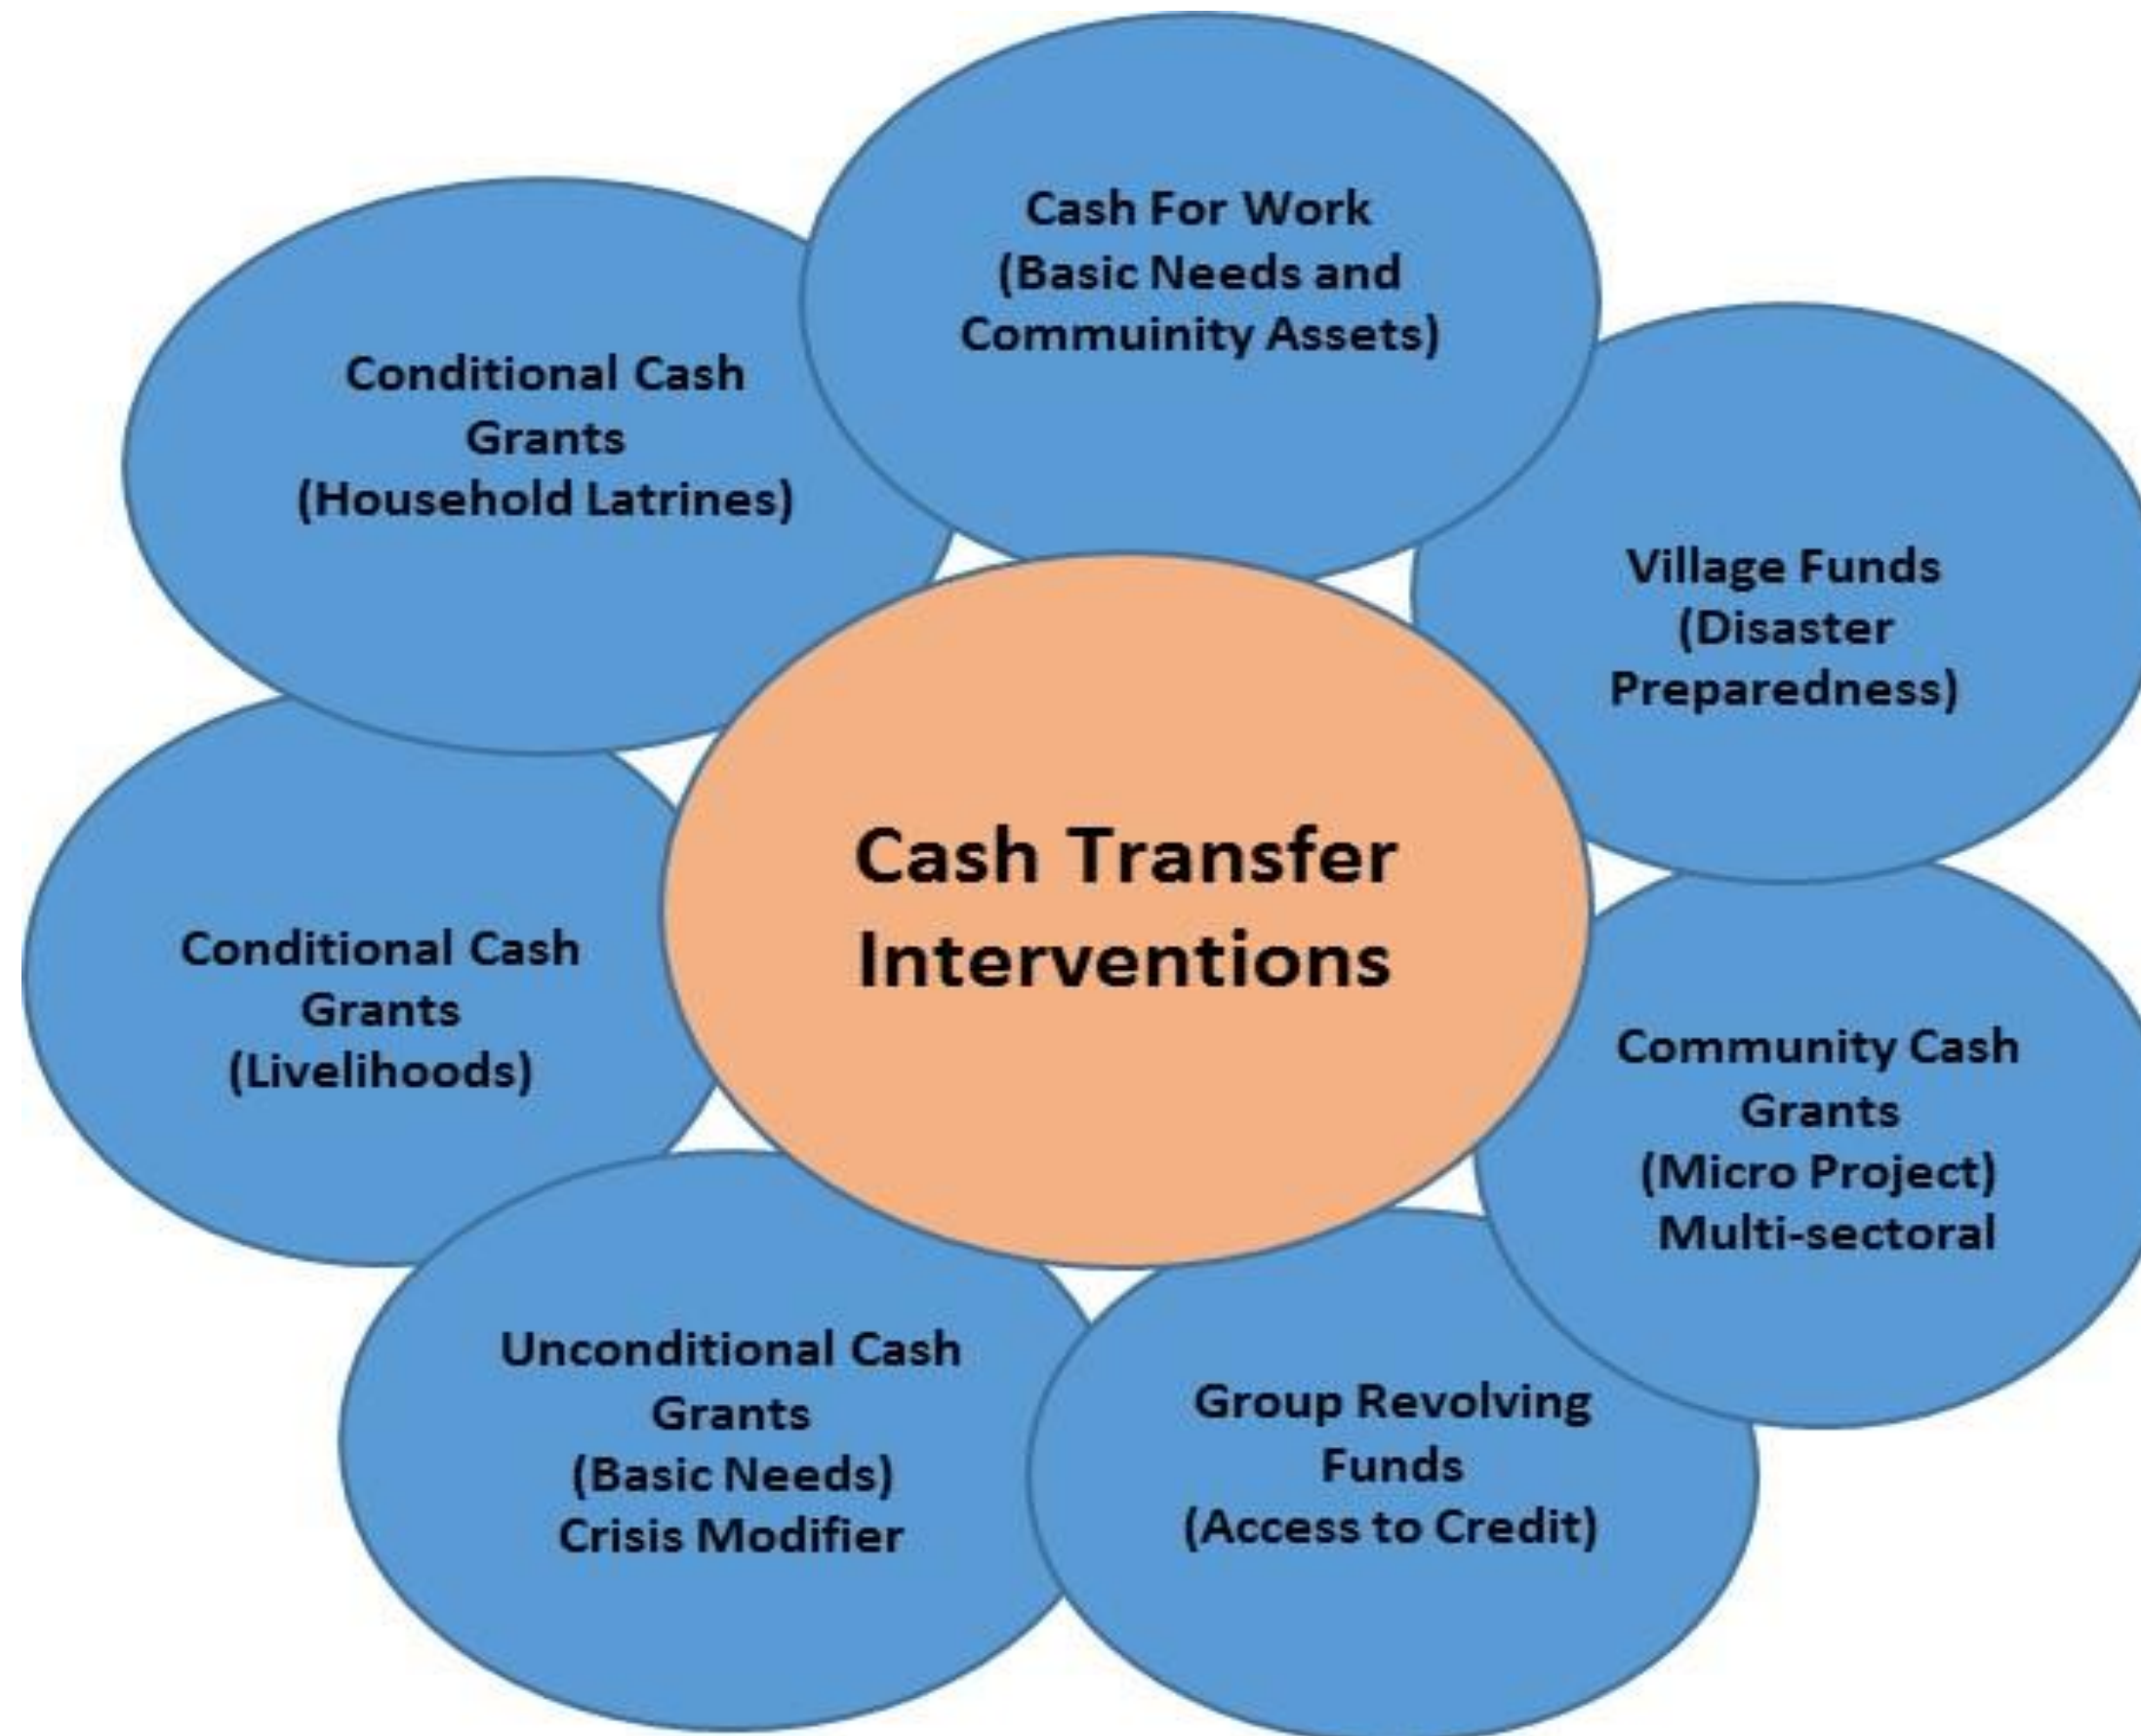 Cash For Work
(Basic Needs and
Commuinity Assets)
Conditional Cash
Grants
(Household Latrines)
Village Funds
(Disaster
Preparedness)
Cash Transfer
Interventions
Conditional Cash
Grants
(Livelihoods)
Community Cash
Grants
(Micro Project)
Multi-sectoral
Unconditional Cash
Grants
(Basic Needs)
Crisis Modifier
Group Revolving
Funds
(Access to Credit)